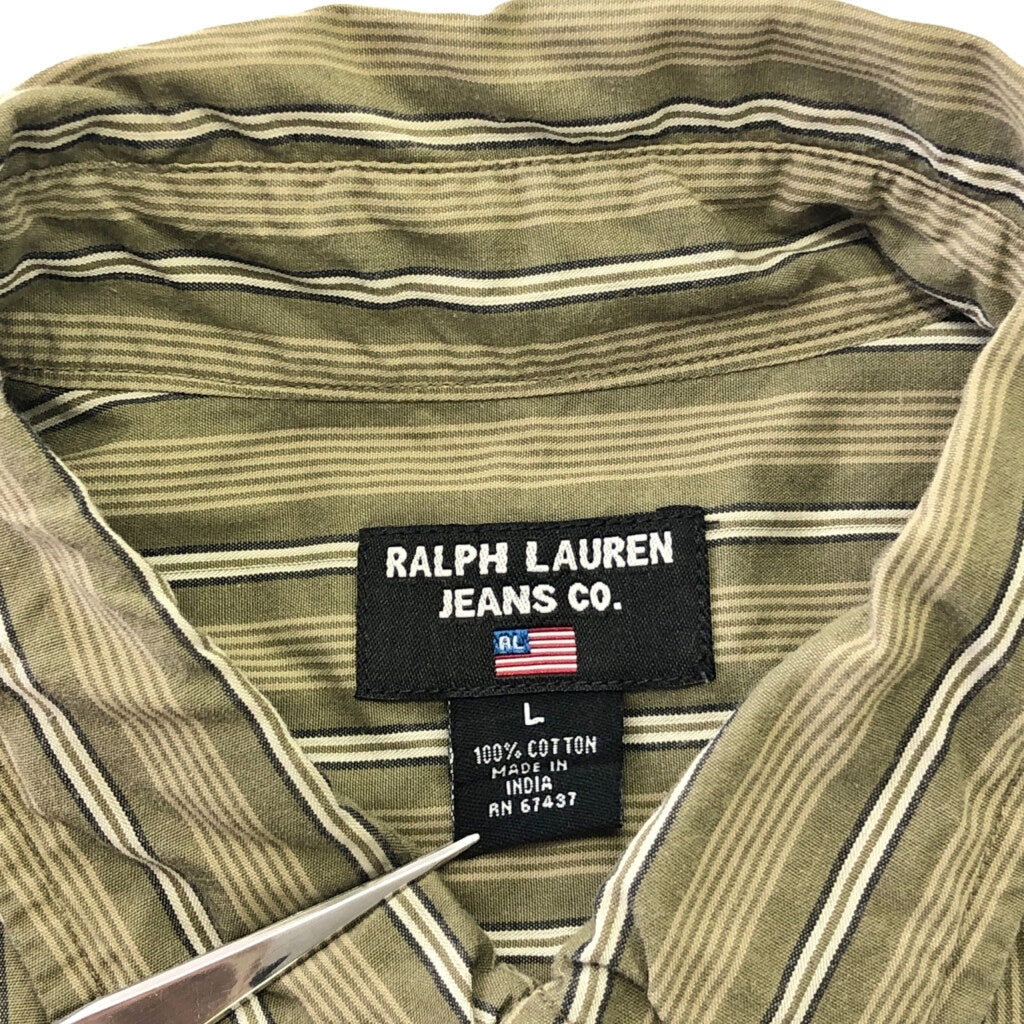 RALPH LAUREN
JEANS CO.
RL
L
100% COTTON
MADE IN
INDIA
RN 67437